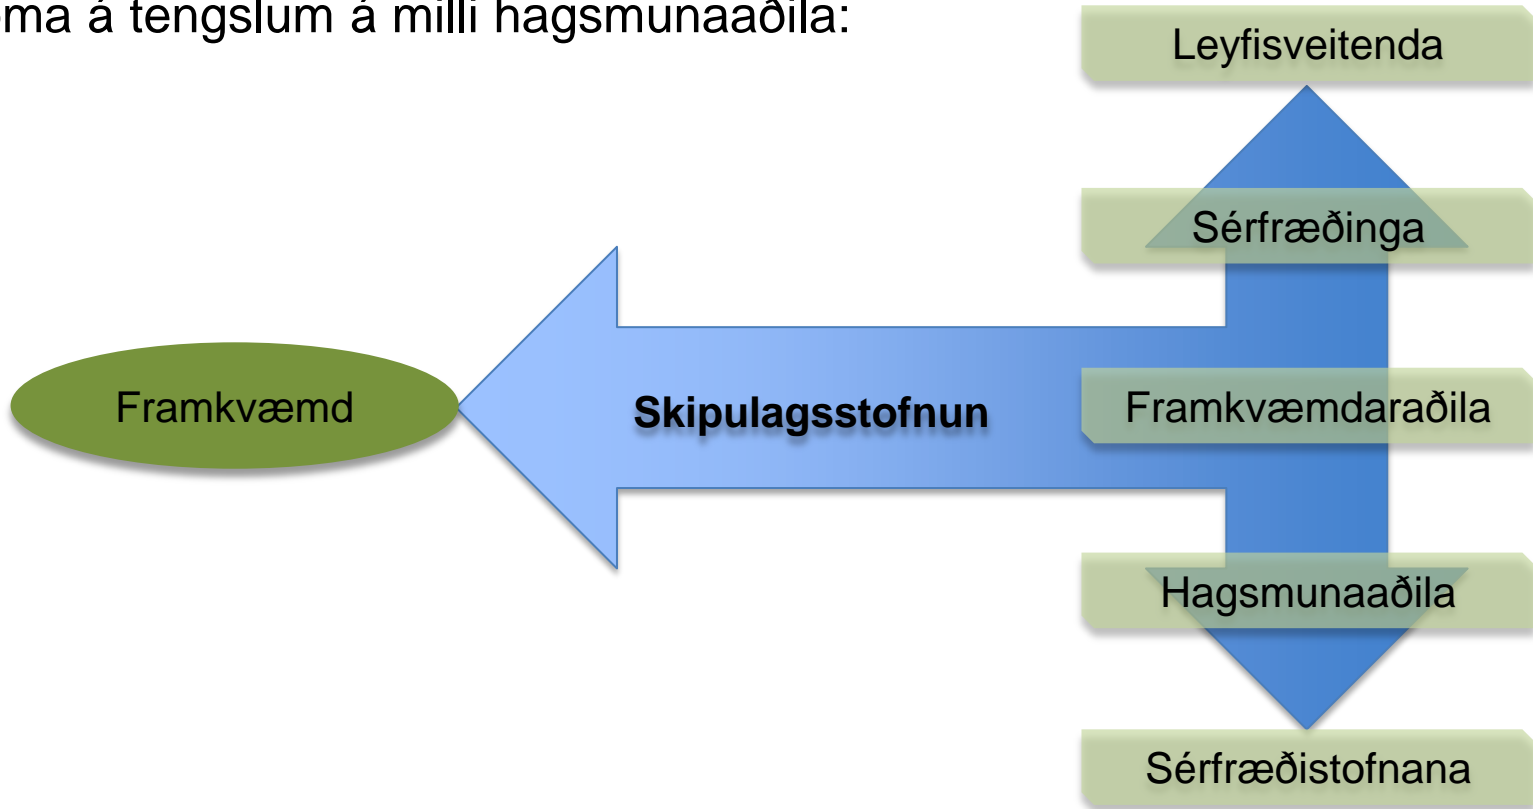 ma á tengslum á milli hagsmunaaðila:
Leyfisveitenda
Sérfræðinga
Framkvæmd
Skipulagsstofnun
Framkvæmdaraðila
Hagsmunaaðila
Sérfræðistofnana